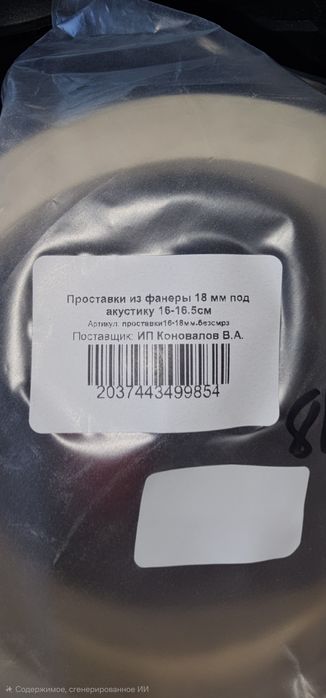 Проставки из фанеры 18 мм под
акустику 16-16.5см
Артикул: проставки16-18мм.безсмрз
Поставщик: ИП Коновалов В.А.
2037443499854
Содержимое, сгенерированное ИИ